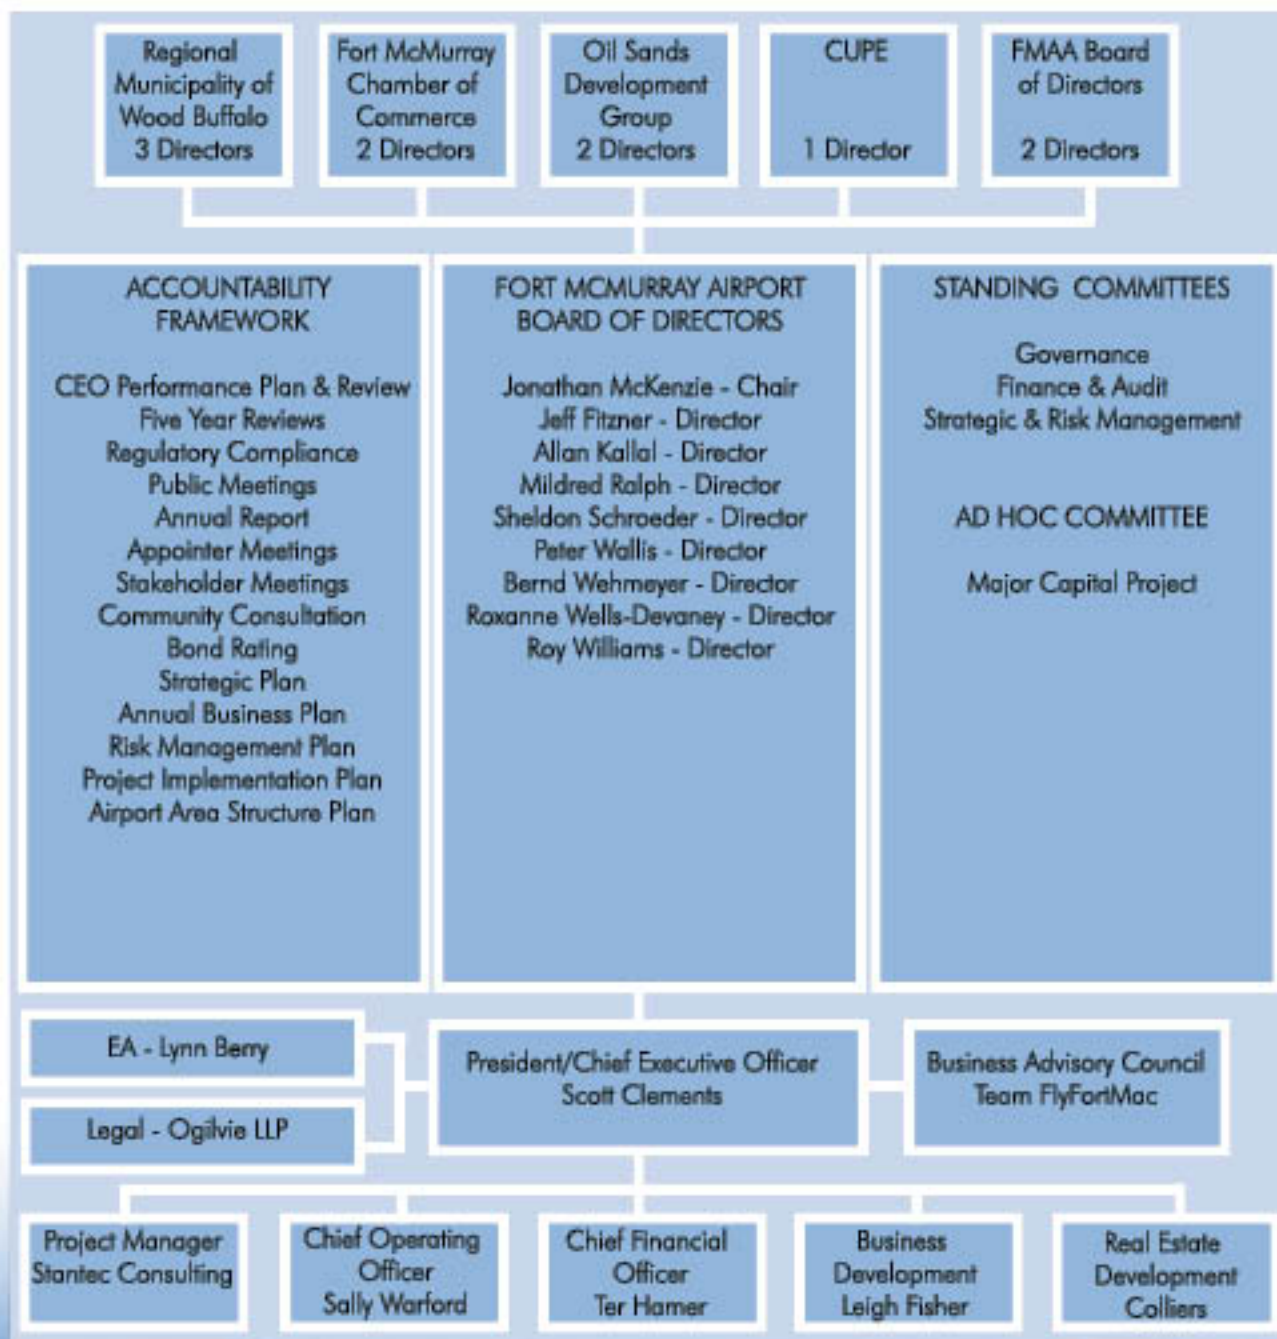 Regional
Municipality of
Wood Buffalo
3 Directors
Fort McMurray
Chamber of
Commerce
2 Directors
Oil Sands
Development
Group
2 Directors
CUPE
1 Director
FMAA Board
of Directors
2 Directors
ACCOUNTABILITY
FRAMEWORK
CEO Performance Plan & Review
Five Year Reviews
Regulatory Compliance
Public Meetings
Annual Report
Appointer Meetings
Stakeholder Meetings
Community Consultation
Bond Rating
Strategic Plan
Annual Business Plan
Risk Management Plan
Project Implementation Plan
Airport Area Structure Plan
FORT MCMURRAY AIRPORT
BOARD OF DIRECTORS
Jonathan McKenzie - Chair
Jeff Fitzner - Director
Allan Kallal - Director
Mildred Ralph - Director
Sheldon Schroeder - Director
Peter Wallis - Director
Bernd Wehmeyer - Director
Roxanne Wells-Devaney - Director
Roy Williams - Director
STANDING COMMITTEES
Governance
Finance & Audit
Strategic & Risk Management
AD HOC COMMITTEE
Major Capital Project
EA - Lynn Berry
Legal - Ogilvie LLP
President/Chief Executive Officer
Scott Clements
Business Advisory Council
Team FlyFortMac
Project Manager
Stantec Consulting
Chief Operating
Officer
Sally Warford
Chief Financial
Officer
Ter Hamer
Business
Development
Leigh Fisher
Real Estate
Development
Colliers